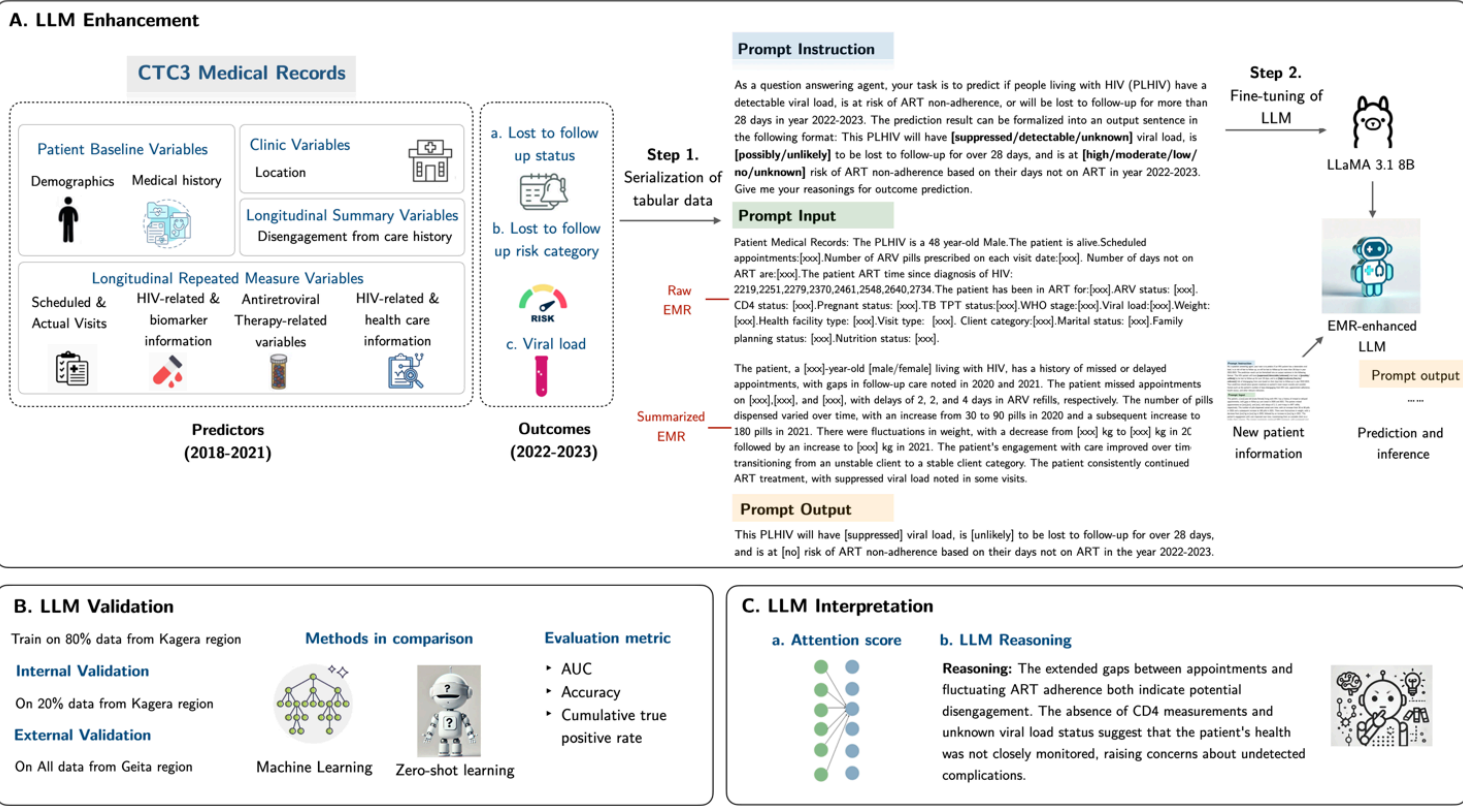 A. LLM Enhancement
CTC3 Medical Records
Patient Baseline Variables
Demographics
Medical history
Clinic Variables
Location
Longitudinal Summary Variables
Disengagement from care history
Longitudinal Repeated Measure Variables
Scheduled &
Actual Visits
HIV-related &
biomarker
information
Antiretroviral
Therapy-related
variables
HIV-related &
health care
information
Predictors
(2018-2021)
a. Lost to follow
up status
b. Lost to follow
up risk category
RISK
c. Viral load
Outcomes
(2022-2023)
Step 1.
Serialization of
tabular data
Prompt Instruction
As a question answering agent, your task is to predict if people living with HIV (PLHIV) have a
detectable viral load, is at risk of ART non-adherence, or will be lost to follow-up for more than
28 days in year 2022-2023. The prediction result can be formalized into an output sentence in
the following format: This PLHIV will have [suppressed/detectable/unknown] viral load, is
[possibly/unlikely] to be lost to follow-up for over 28 days, and is at [high/moderate/low/
no/unknown] risk of ART non-adherence based on their days not on ART in year 2022-2023.
Give me your reasonings for outcome prediction.
Prompt Input
Raw
EMR
Patient Medical Records: The PLHIV is a 48 year-old Male.The patient is alive.Scheduled
appointments:[xxx].Number of ARV pills prescribed on each visit date:[xxx]. Number of days not on
ART are:[xxx].The patient ART time since diagnosis of HIV:
2219,2251,2279,2370,2461,2548,2640,2734.The patient has been in ART for:[xxx].ARV status: [xxx].
CD4 status: [xxx].Pregnant status: [xxx].TB TPT status:[xxx].WHO stage:[xxx].Viral load:[xxx].Weight:
[xxx].Health facility type: [xxx].Visit type: [xxx]. Client category:[xxx].Marital status: [xxx].Family
planning status: [xxx].Nutrition status: [xxx].
Summarized
EMR
The patient, a [xxx]-year-old [male/female] living with HIV, has a history of missed or delayed
appointments, with gaps in follow-up care noted in 2020 and 2021. The patient missed appointments
on [xxx],[xxx], and [xxx], with delays of 2, 2, and 4 days in ARV refills, respectively. The number of pills
dispensed varied over time, with an increase from 30 to 90 pills in 2020 and a subsequent increase to
180 pills in 2021. There were fluctuations in weight, with a decrease from [xxx] kg to [xxx] kg in 2C
followed by an increase to [xxx] kg in 2021. The patient's engagement with care improved over tim
transitioning from an unstable client to a stable client category. The patient consistently continued
ART treatment, with suppressed viral load noted in some visits.
Prompt Output
This PLHIV will have [suppressed] viral load, is [unlikely] to be lost to follow-up for over 28 days,
and is at [no] risk of ART non-adherence based on their days not on ART in the year 2022-2023.
Step 2.
Fine-tuning of
LLM
LLaMA 3.1 8B
EMR-enhanced
LLM
New patient
information
Prompt output
......
Prediction and
inference
B. LLM Validation
Train on 80% data from Kagera region
Internal Validation
On 20% data from Kagera region
External Validation
On All data from Geita region
Methods in comparison
Machine Learning
?
?
Zero-shot learning
Evaluation metric
‣ AUC
‣ Accuracy
‣ Cumulative true
positive rate
C. LLM Interpretation
a. Attention score
b. LLM Reasoning
Reasoning: The extended gaps between appointments and
fluctuating ART adherence both indicate potential
disengagement. The absence of CD4 measurements and
unknown viral load status suggest that the patient's health
was not closely monitored, raising concerns about undetected
complications.